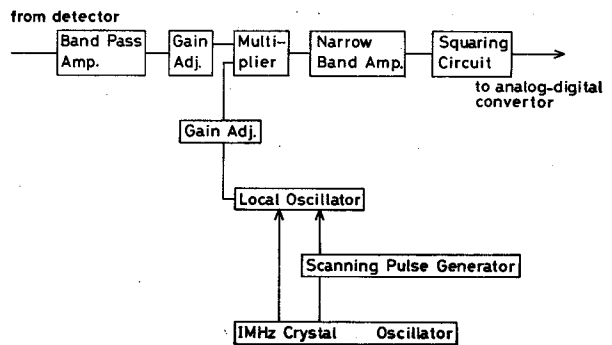 from detector
Band Pass
Amp.
Gain
Adj.
Multi-
plier
Narrow
Band Amp.
Squaring
Circuit
to analog-digital
convertor
Gain Adj.
Local Oscillator
Scanning Pulse Generator
1MHz Crystal Oscillator